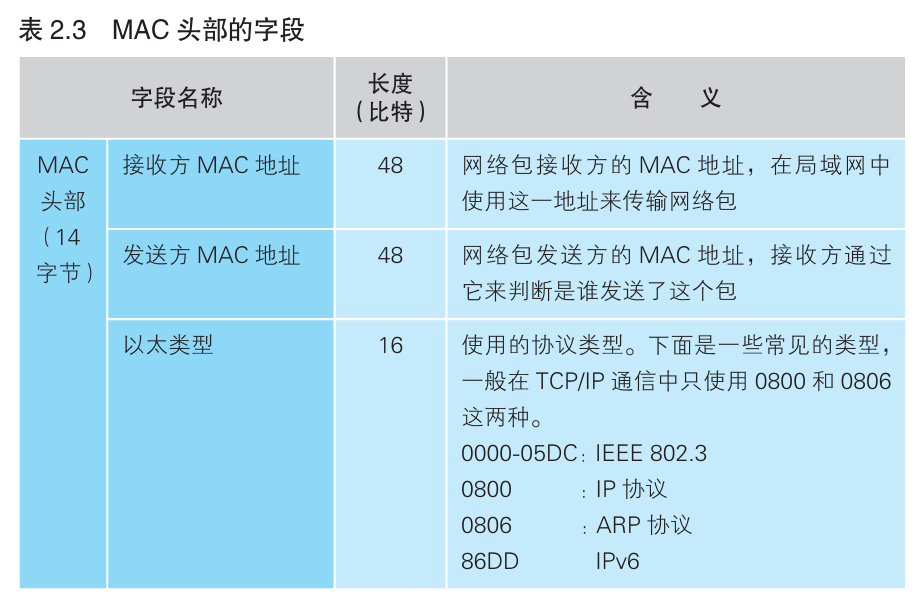 表 2.3 MAC 头部的字段
字段名称
长度
（比特）
含 义
MAC
头部
（14
字节）
接收方 MAC 地址
48
网络包接收方的 MAC 地址，在局域网中
使用这一地址来传输网络包
发送方 MAC 地址
48
网络包发送方的 MAC 地址，接收方通过
它来判断是谁发送了这个包
以太类型
16
使用的协议类型。下面是一些常见的类型，
一般在 TCP/IP 通信中只使用 0800 和 0806
这两种。
0000-05DC：IEEE 802.3
0800 ：IP 协议
0806 ：ARP 协议
86DD IPv6